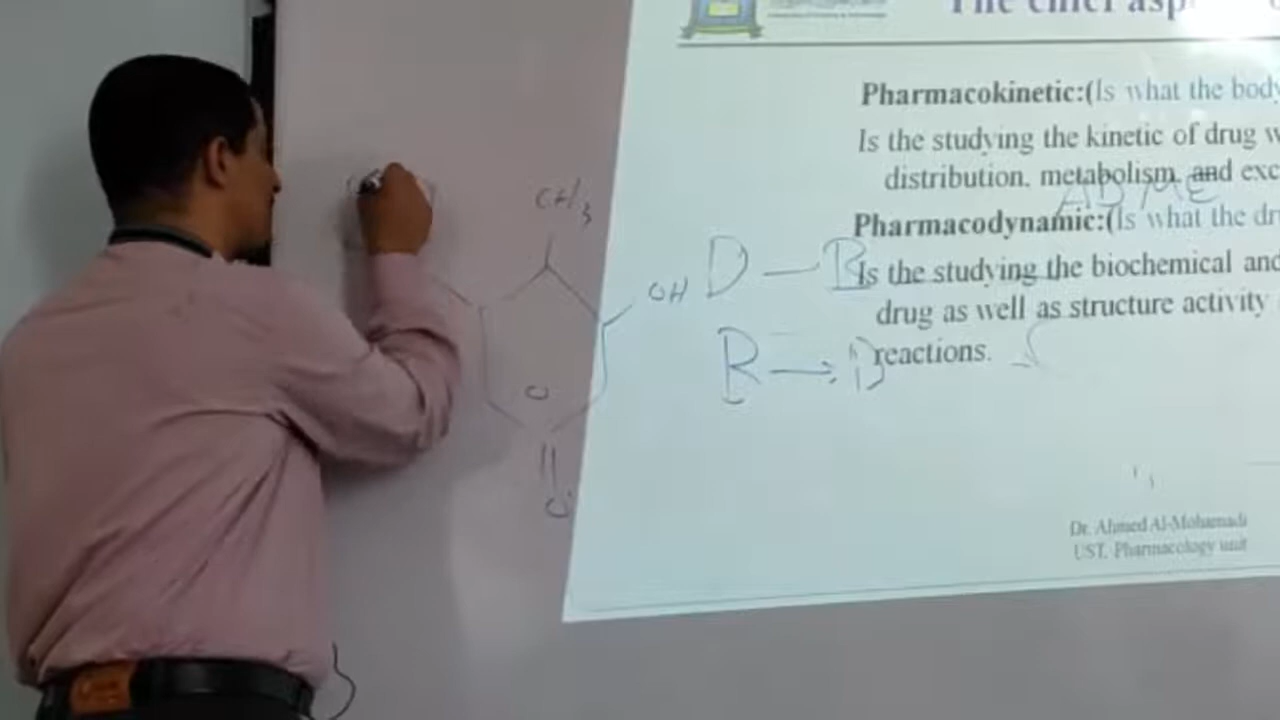 The chief asp
Pharmacokinetic:(Is what the body
Is the studying the kinetic of drug w
distribution. metabolism. and exc
ADME
Pharmacodynamic:(Is what the dr
Is the studying the biochemical and
drug as well as structure activity
reactions.
CH3
OH
D — B
B → D
O
O
Dr. Ahmed Al-Mohamadi
UST. Pharmacology unit